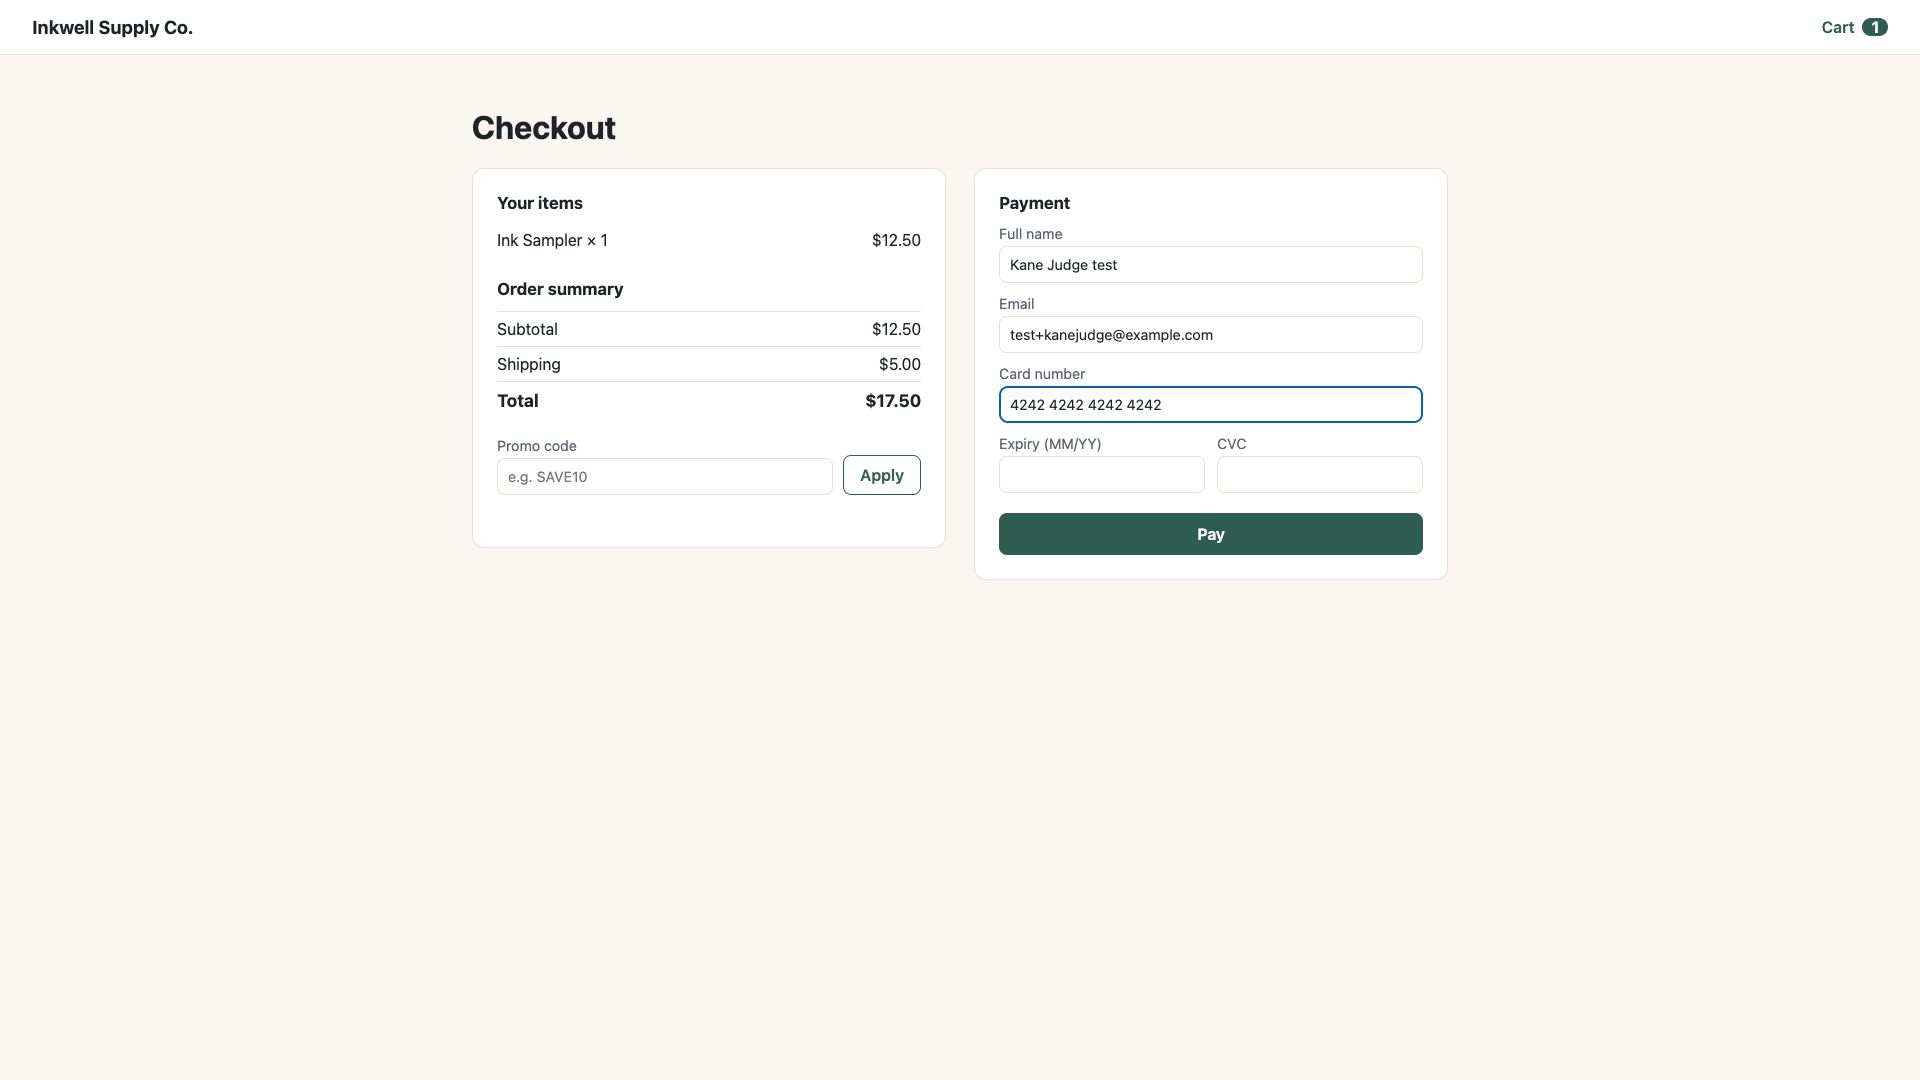 Inkwell Supply Co.
Cart 1
Checkout
Your items
Ink Sampler × 1 $12.50
Order summary
Subtotal $12.50
Shipping $5.00
Total $17.50
Promo code
e.g. SAVE10
Apply
Payment
Full name
Kane Judge test
Email
test+kanejudge@example.com
Card number
4242 4242 4242 4242
Expiry (MM/YY) CVC
Pay